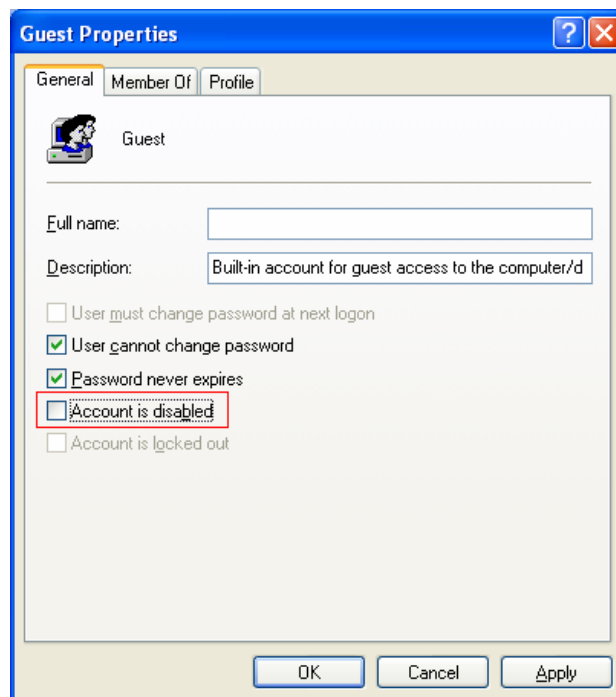 Guest Properties
General Member Of Profile
Guest
Full name:
Description: Built-in account for guest access to the computer/d
User must change password at next logon
User cannot change password
Password never expires
Account is disabled
Account is locked out
OK Cancel Apply